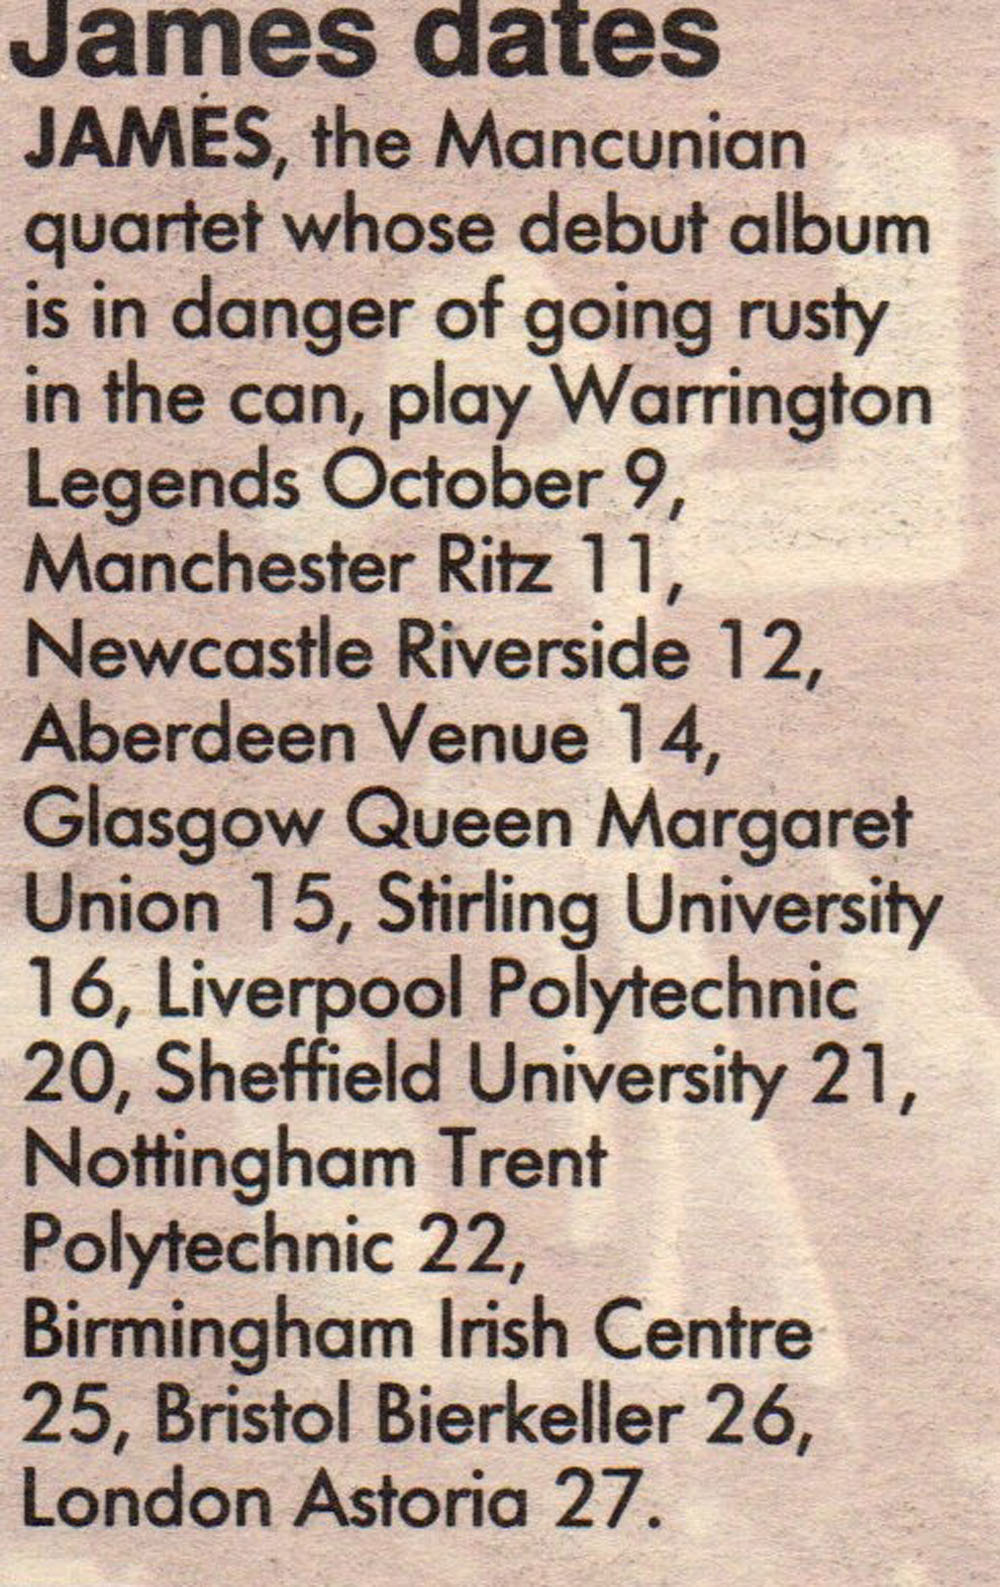 James dates
JAMES, the Mancunian
quartet whose debut album
is in danger of going rusty
in the can, play Warrington
Legends October 9,
Manchester Ritz 11,
Newcastle Riverside 12,
Aberdeen Venue 14,
Glasgow Queen Margaret
Union 15, Stirling University
16, Liverpool Polytechnic
20, Sheffield University 21,
Nottingham Trent
Polytechnic 22,
Birmingham Irish Centre
25, Bristol Bierkeller 26,
London Astoria 27.